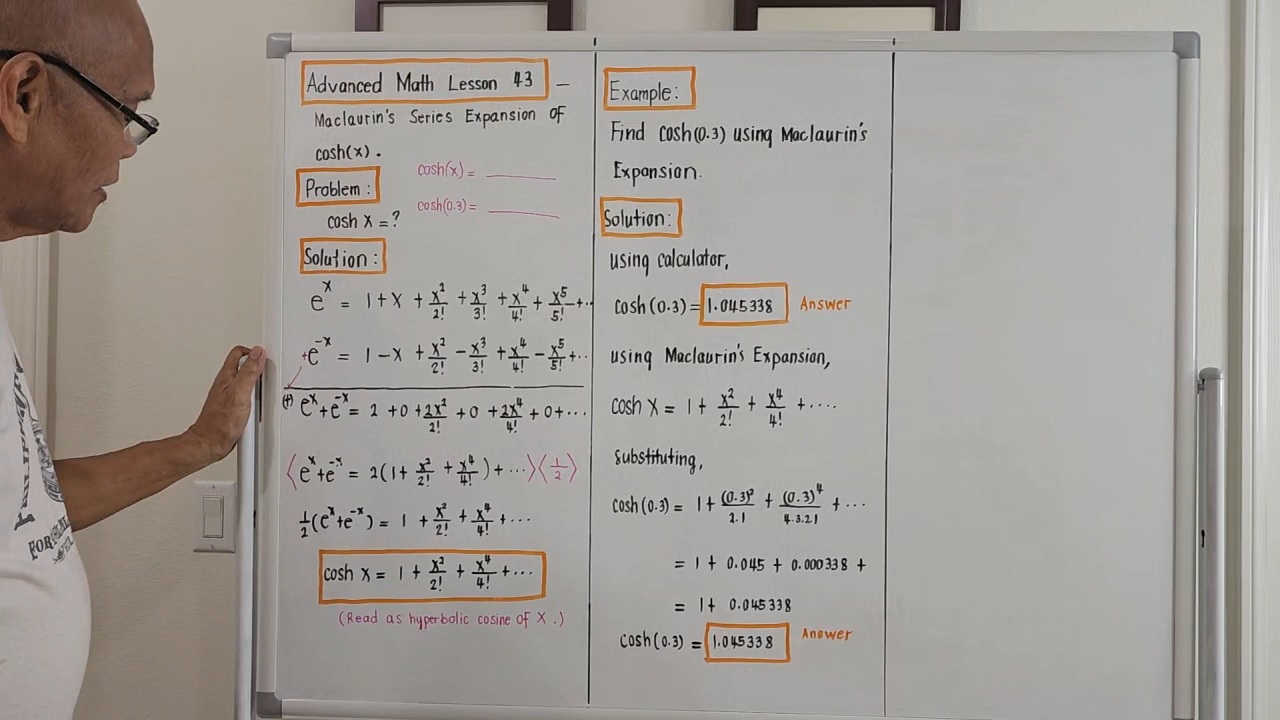 Advanced Math Lesson 43 —
Maclaurin's Series Expansion of
cosh(x).
cosh(x) = ______
Problem:
cosh(0.3) = ______
cosh x = ?
Solution:
e^x = 1 + x + x²/2! + x³/3! + x⁴/4! + x⁵/5! + ..
+e^-x = 1 - x + x²/2! - x³/3! + x⁴/4! - x⁵/5! + ..
(+) e^x + e^-x = 2 + 0 + 2x²/2! + 0 + 2x⁴/4! + 0 + ...
⟨e^x + e^-x = 2(1 + x²/2! + x⁴/4!) + ...⟩⟨1/2⟩
1/2(e^x + e^-x) = 1 + x²/2! + x⁴/4! + ...
cosh x = 1 + x²/2! + x⁴/4! + ...
(Read as hyperbolic cosine of x.)
Example:
Find cosh(0.3) using Maclaurin's
Expansion.
Solution:
using calculator,
cosh(0.3) = 1.045338 Answer
using Maclaurin's Expansion,
cosh x = 1 + x²/2! + x⁴/4! + ....
substituting,
cosh(0.3) = 1 + (0.3)²/2.1 + (0.3)⁴/4.3.2.1 + ...
= 1 + 0.045 + 0.000338 +
= 1 + 0.045338
cosh(0.3) = 1.045338 Answer